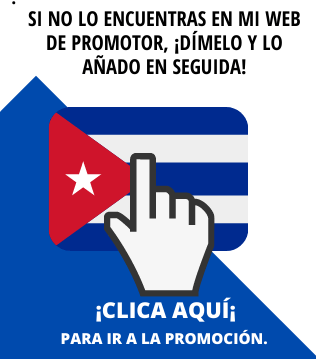 SI NO LO ENCUENTRAS EN MI WEB
DE PROMOTOR, ¡DÍMELO Y LO
AÑADO EN SEGUIDA!
¡CLICA AQUÍ¡
PARA IR A LA PROMOCIÓN.